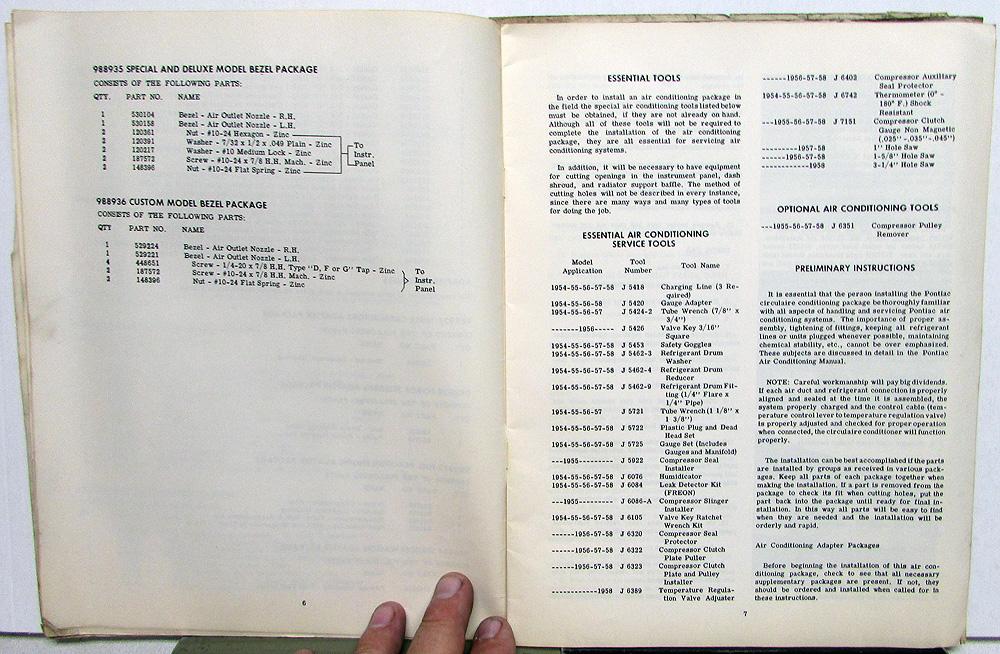 988935 SPECIAL AND DELUXE MODEL BEZEL PACKAGE
CONSISTS OF THE FOLLOWING PARTS:
QTY. PART NO. NAME
1 530104 Bezel - Air Outlet Nozzle - R.H.
1 530158 Bezel - Air Outlet Nozzle - L.H.
2 120361 Nut - #10-24 Hexagon - Zinc
2 120391 Washer - 7/32 x 1/2 x .049 Plain - Zinc
2 120217 Washer - #10 Medium Lock - Zinc
2 187572 Screw - #10-24 x 7/8 H.H. Mach. - Zinc
2 148396 Nut - #10-24 Flat Spring - Zinc
To
Instr.
Panel
988936 CUSTOM MODEL BEZEL PACKAGE
CONSISTS OF THE FOLLOWING PARTS:
QTY PART NO. NAME
1 529224 Bezel - Air Outlet Nozzle - R.H.
1 529221 Bezel - Air Outlet Nozzle - L.H.
4 448651 Screw - 1/4-20 x 7/8 H.H. Type "D, F or G" Tap - Zinc
2 187572 Screw - #10-24 x 7/8 H.H. Mach. - Zinc
2 148396 Nut - #10-24 Flat Spring - Zinc
To
Instr.
Panel
6
ESSENTIAL TOOLS
In order to install an air conditioning package in
the field the special air conditioning tools listed below
must be obtained, if they are not already on hand.
Although all of these tools will not be required to
complete the installation of the air conditioning
package, they are all essential for servicing air
conditioning systems.
In addition, it will be necessary to have equipment
for cutting openings in the instrument panel, dash
shroud, and radiator support baffle. The method of
cutting holes will not be described in every instance,
since there are many ways and many types of tools
for doing the job.
ESSENTIAL AIR CONDITIONING
SERVICE TOOLS
Model Tool
Application Number Tool Name
1954-55-56-57-58 J 5418 Charging Line (3 Re-
quired)
1954-55-56-58 J 5420 Gauge Adapter
1954-55-56-57 J 5424-2 Tube Wrench (7/8" x
3/4")
-------1956----- J 5426 Valve Key 3/16"
Square
1954-55-56-57-58 J 5453 Safety Goggles
1954-55-56-57-58 J 5462-3 Refrigerant Drum
Washer
1954-55-56-57-58 J 5462-4 Refrigerant Drum
Reducer
1954-55-56-57-58 J 5462-9 Refrigerant Drum Fit-
ting (1/4" Flare x
1/4" Pipe)
1954-55-56-57 J 5721 Tube Wrench (1 1/8" x
1 3/8")
1954-55-56-57-58 J 5722 Plastic Plug and Dead
Head Set
1954-55-56-57-58 J 5725 Gauge Set (Includes
Gauges and Manifold)
---1955--------- J 5922 Compressor Seal
Installer
1954-55-56-57-58 J 6076 Humidicator
1954-55-56-57-58 J 6084 Leak Detector Kit
(FREON)
---1955--------- J 6086-A Compressor Slinger
Installer
1954-55-56-57-58 J 6105 Valve Key Ratchet
Wrench Kit
------1956-57-58 J 6320 Compressor Seal
Protector
------1956-57-58 J 6322 Compressor Clutch
Plate Puller
------1956-57-58 J 6323 Compressor Clutch
Plate and Pulley
Installer
------------1958 J 6389 Temperature Regula-
tion Valve Adjuster
------1956-57-58 J 6402 Compressor Auxiliary
Seal Protector
1954-55-56-57-58 J 6742 Thermometer (0° -
180° F.) Shock
Resistant
---1955-56-57-58 J 7151 Compressor Clutch
Gauge Non Magnetic
(.025"-.035"-.045")
---------1957-58 1" Hole Saw
------1956-57-58 1-5/8" Hole Saw
------------1958 3-1/4" Hole Saw
OPTIONAL AIR CONDITIONING TOOLS
---1955-56-57-58 J 6351 Compressor Pulley
Remover
PRELIMINARY INSTRUCTIONS
It is essential that the person installing the Pontiac
circulaire conditioning package be thoroughly familiar
with all aspects of handling and servicing Pontiac air
conditioning systems. The importance of proper as-
sembly, tightening of fittings, keeping all refrigerant
lines or units plugged whenever possible, maintaining
chemical stability, etc., cannot be over emphasized.
These subjects are discussed in detail in the Pontiac
Air Conditioning Manual.
NOTE: Careful workmanship will pay big dividends.
If each air duct and refrigerant connection is properly
aligned and sealed at the time it is assembled, the
system properly charged and the control cable (tem-
perature control lever to temperature regulation valve)
is properly adjusted and checked for proper operation
when connected, the circulaire conditioner will function
properly.
The installation can be best accomplished if the parts
are installed by groups as received in various pack-
ages. Keep all parts of each package together when
making the installation. If a part is removed from the
package to check its fit when cutting holes, put the
part back into the package until ready for final in-
stallation. In this way all parts will be easy to find
when they are needed and the installation will be
orderly and rapid.
Air Conditioning Adapter Packages
Before beginning the installation of this air con-
ditioning package, check to see that all necessary
supplementary packages are present. If not, they
should be ordered and installed when called for in
these instructions.
7